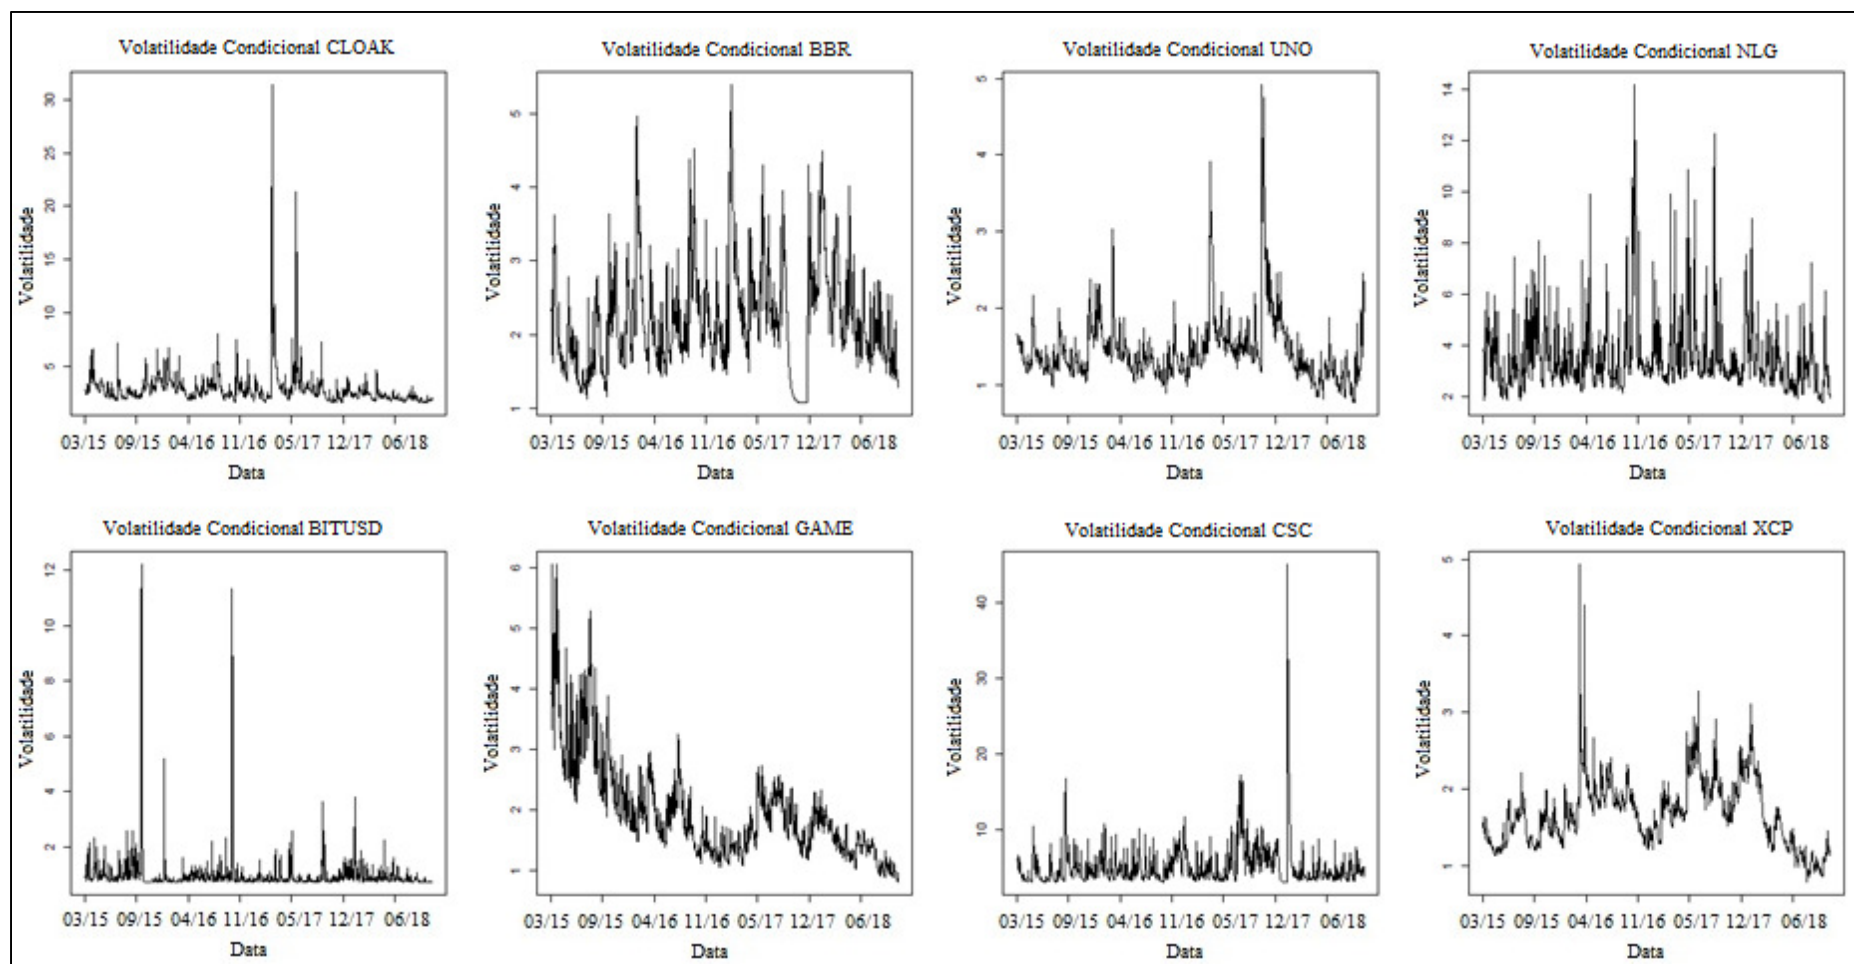 Volatilidade Condicional CLOAK
Volatilidade
30
25
20
15
10
5
03/15 09/15 04/16 11/16 05/17 12/17 06/18
Data
Volatilidade Condicional BBR
Volatilidade
5
4
3
2
1
03/15 09/15 04/16 11/16 05/17 12/17 06/18
Data
Volatilidade Condicional UNO
Volatilidade
5
4
3
2
1
03/15 09/15 04/16 11/16 05/17 12/17 06/18
Data
Volatilidade Condicional NLG
Volatilidade
14
12
10
8
6
4
2
03/15 09/15 04/16 11/16 05/17 12/17 06/18
Data
Volatilidade Condicional BITUSD
Volatilidade
12
10
8
6
4
2
03/15 09/15 04/16 11/16 05/17 12/17 06/18
Data
Volatilidade Condicional GAME
Volatilidade
6
5
4
3
2
1
03/15 09/15 04/16 11/16 05/17 12/17 06/18
Data
Volatilidade Condicional CSC
Volatilidade
40
30
20
10
03/15 09/15 04/16 11/16 05/17 12/17 06/18
Data
Volatilidade Condicional XCP
Volatilidade
5
4
3
2
1
03/15 09/15 04/16 11/16 05/17 12/17 06/18
Data